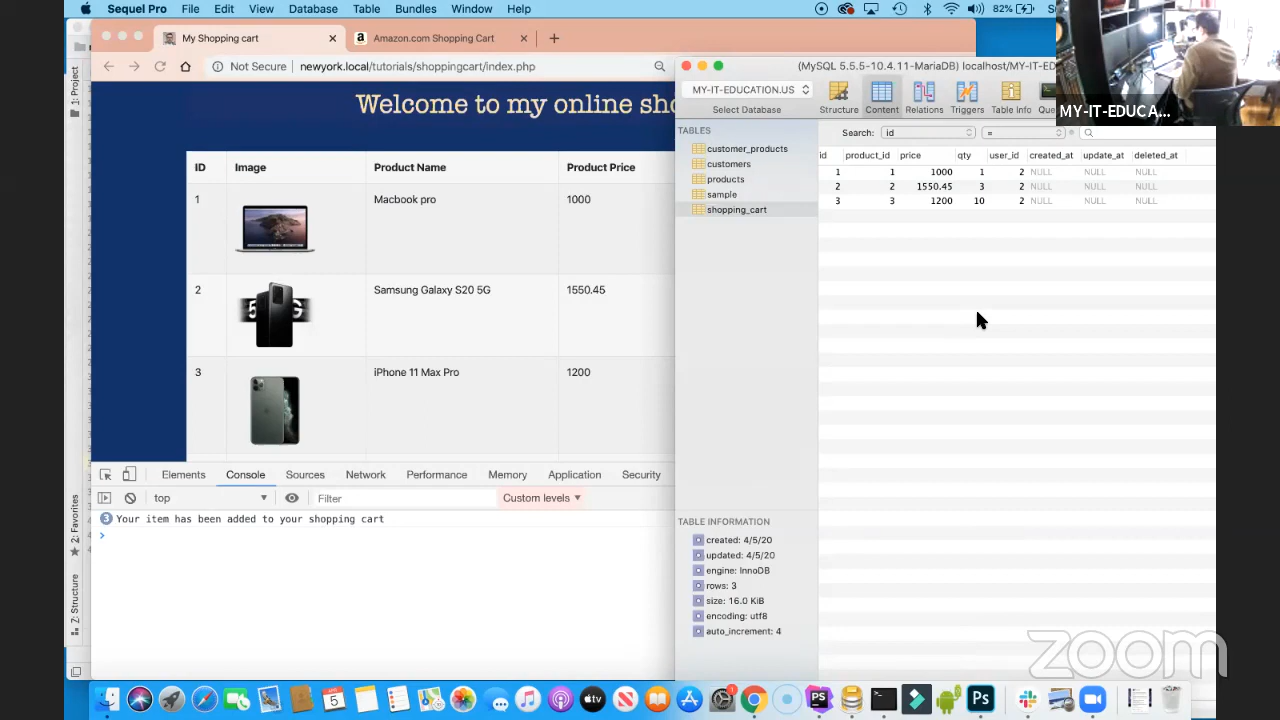 Sequel Pro File Edit View Database Table Bundles Window Help
82%
My Shopping cart
Amazon.com Shopping Cart
Not Secure newyork.local/tutorials/shoppingcart/index.php
(MySQL 5.5.5-10.4.11-MariaDB) localhost/MY-IT-E
MY-IT-EDUCATION.US
Select Database
Structure Content Relations Triggers Table Info
MY-IT-EDUCA...
Welcome to my online
TABLES
customer_products
customers
products
sample
shopping_cart
Search: id =
id product_id price qty user_id created_at update_at deleted_at
1 1 1000 1 2 NULL NULL NULL
2 2 1550.45 3 2 NULL NULL NULL
3 3 1200 10 2 NULL NULL NULL
ID Image Product Name Product Price
1 Macbook pro 1000
2 Samsung Galaxy S20 5G 1550.45
3 iPhone 11 Max Pro 1200
Elements Console Sources Network Performance Memory Application Security
top Filter Custom levels
3 Your item has been added to your shopping cart
TABLE INFORMATION
created: 4/5/20
updated: 4/5/20
engine: InnoDB
rows: 3
size: 16.0 KiB
encoding: utf8
auto_increment: 4
1: Project
2: Favorites
Z: Structure
zoom
5
tv
PS
Ps